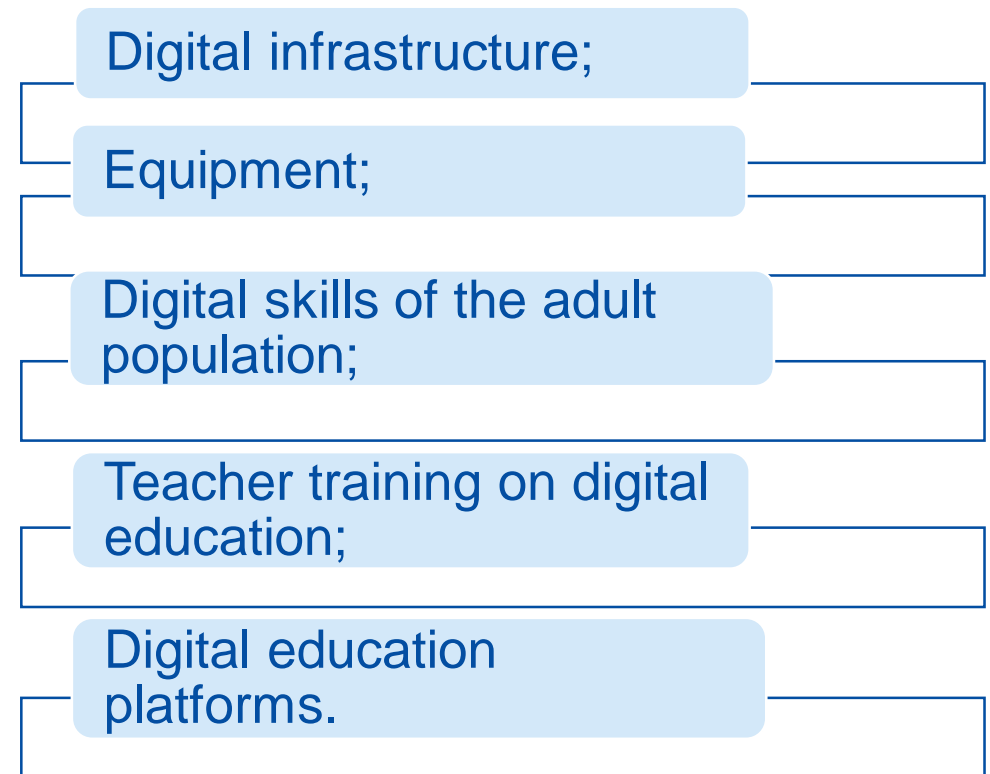 Digital infrastructure;
Equipment;
Digital skills of the adult
population;
Teacher training on digital
education;
Digital education
platforms.